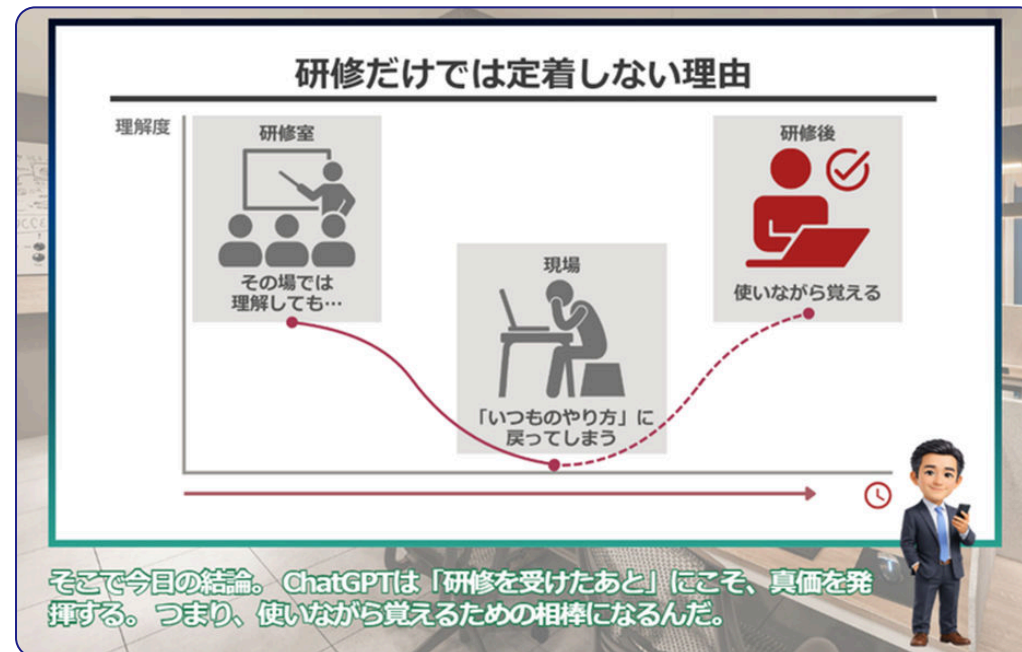 研修だけでは定着しない理由
理解度
研修室
その場では
理解しても…
現場
「いつものやり方」に
戻ってしまう
研修後
使いながら覚える
そこで今日の結論。 ChatGPTは「研修を受けたあと」にこそ、真価を発
揮する。 つまり、使いながら覚えるための相棒になるんだ。